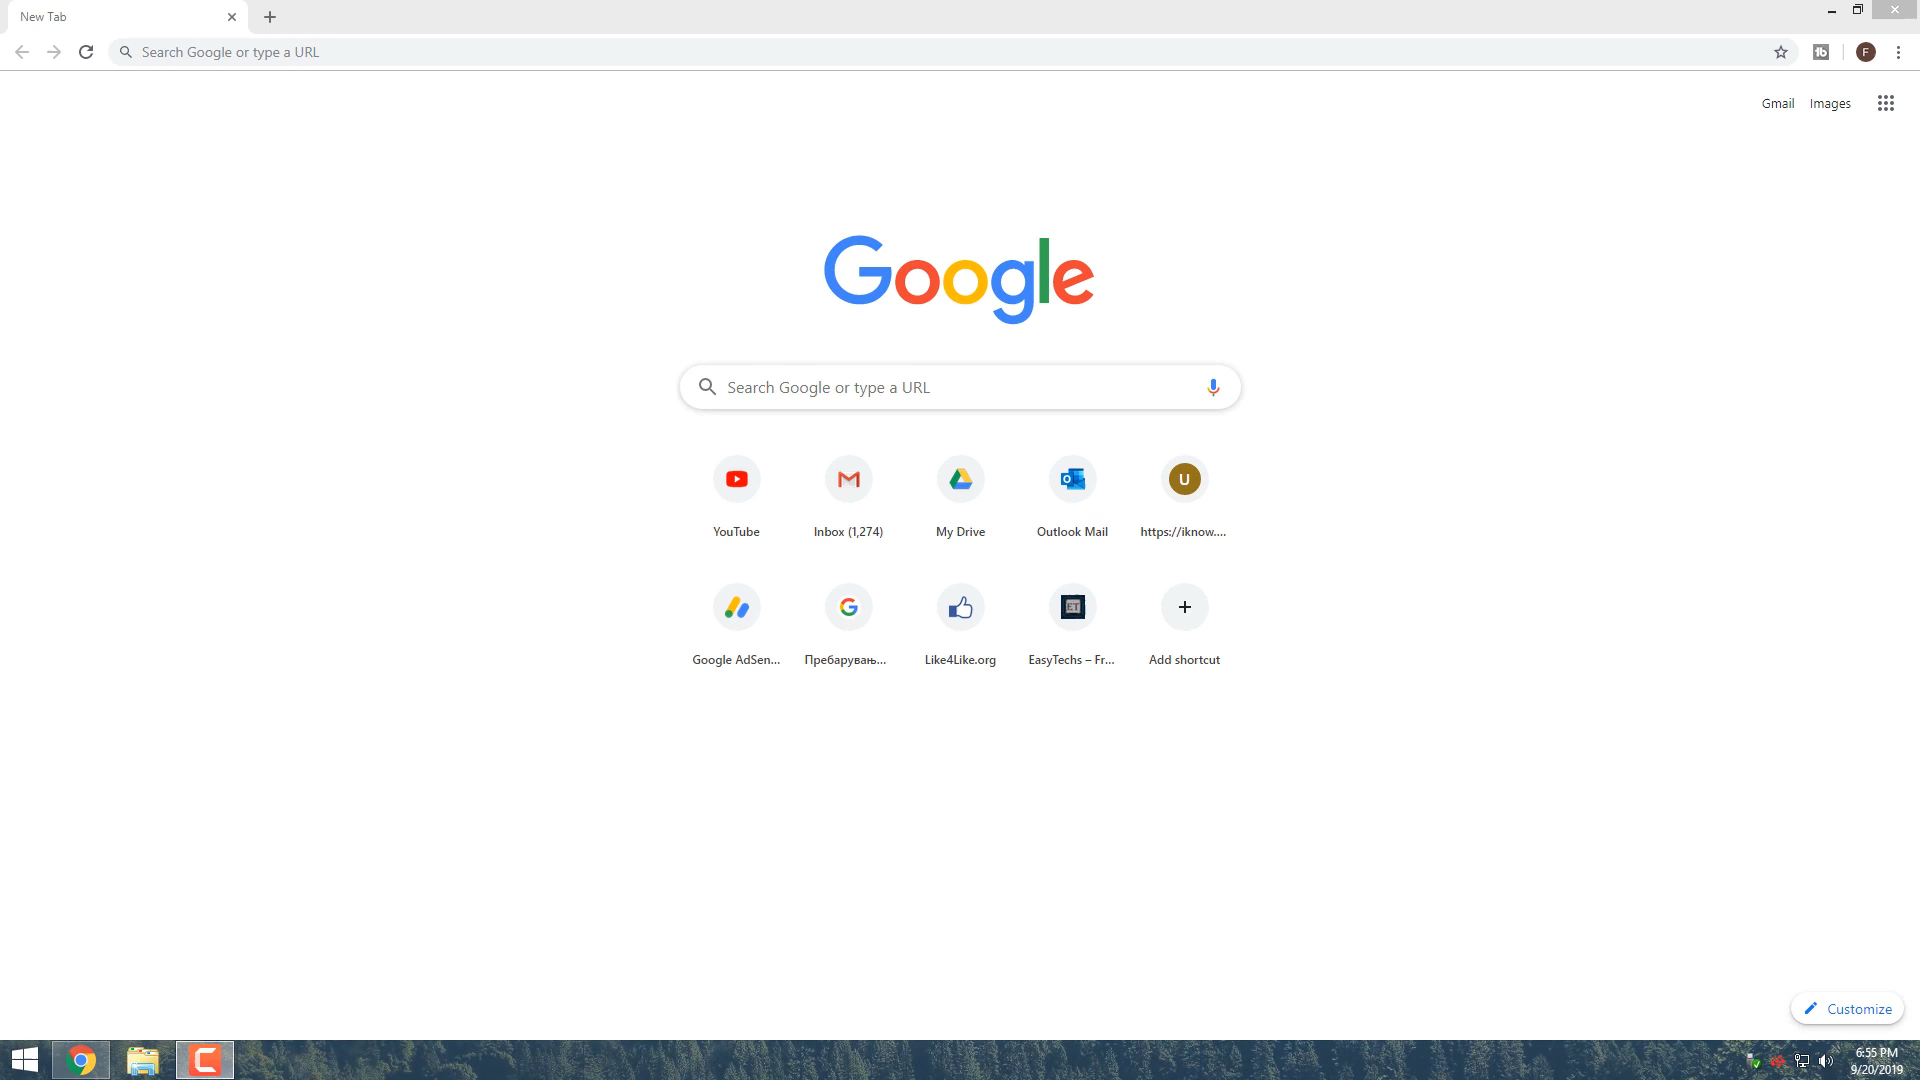 New Tab
Search Google or type a URL
Gmail Images
Google
Search Google or type a URL
YouTube
Inbox (1,274)
My Drive
Outlook Mail
U
https://iknow....
Google AdSen...
Пребарувањ...
Like4Like.org
ET
EasyTechs – Fr...
Add shortcut
Customize
6:55 PM
9/20/2019
F